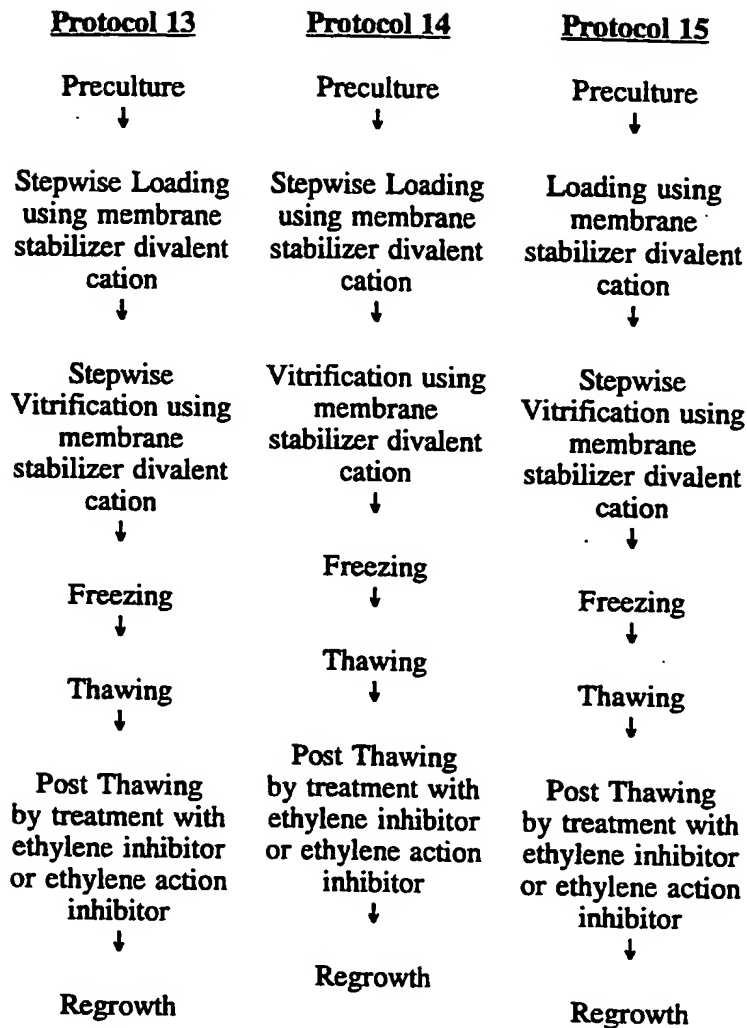 Protocol 13
Preculture
↓
Stepwise Loading
using membrane
stabilizer divalent
cation
↓
Stepwise
Vitrification using
membrane
stabilizer divalent
cation
↓
Freezing
↓
Thawing
↓
Post Thawing
by treatment with
ethylene inhibitor
or ethylene action
inhibitor
↓
Regrowth
Protocol 14
Preculture
↓
Stepwise Loading
using membrane
stabilizer divalent
cation
↓
Vitrification using
membrane
stabilizer divalent
cation
↓
Freezing
↓
Thawing
↓
Post Thawing
by treatment with
ethylene inhibitor
or ethylene action
inhibitor
↓
Regrowth
Protocol 15
Preculture
↓
Loading using
membrane
stabilizer divalent
cation
↓
Stepwise
Vitrification using
membrane
stabilizer divalent
cation
↓
Freezing
↓
Thawing
↓
Post Thawing
by treatment with
ethylene inhibitor
or ethylene action
inhibitor
↓
Regrowth